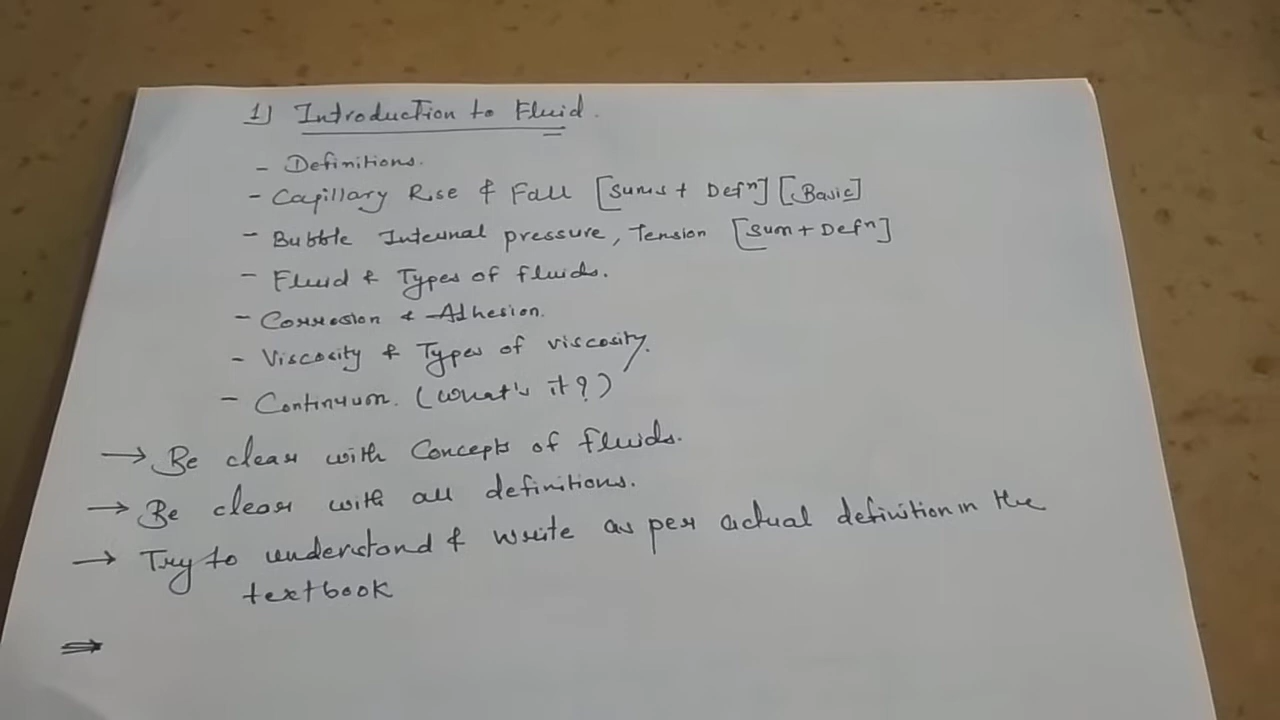 1) Introduction to Fluid.
- Definitions.
- Capillary Rise & Fall [Sums + Defⁿ] [Basic]
- Bubble Internal pressure, Tension [Sum + Defⁿ]
- Fluid & Types of fluids.
- Corresion & Adhesion.
- Viscosity & Types of viscosity.
- Continuum. (What's it?)
→ Be clear with Concepts of fluids.
→ Be clear with all definitions.
→ Try to understand & write as per actual definition in the
textbook
⇒